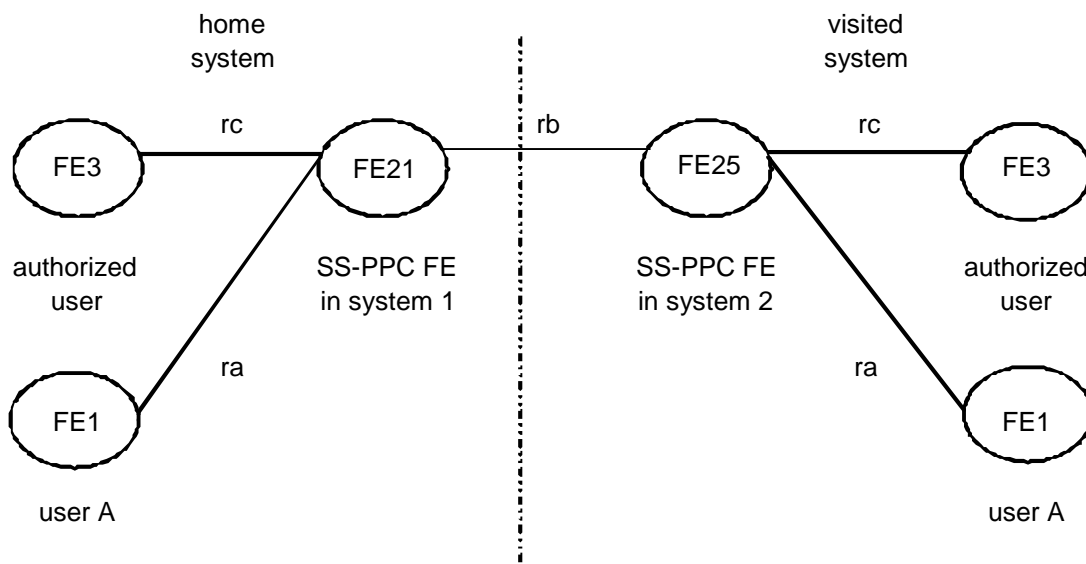 home
system
visited
system
rc
rb
rc
FE3
FE21
FE25
FE3
authorized
user
SS-PPC FE
in system 1
SS-PPC FE
in system 2
authorized
user
ra
ra
FE1
FE1
user A
user A